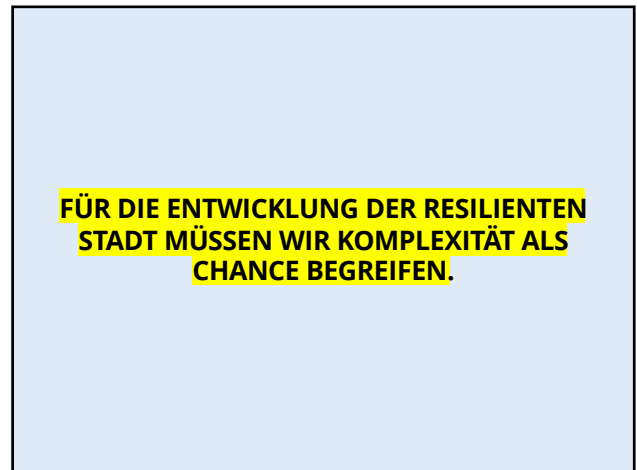 FÜR DIE ENTWICKLUNG DER RESILIENTEN
STADT MÜSSEN WIR KOMPLEXITÄT ALS
CHANCE BEGREIFEN.